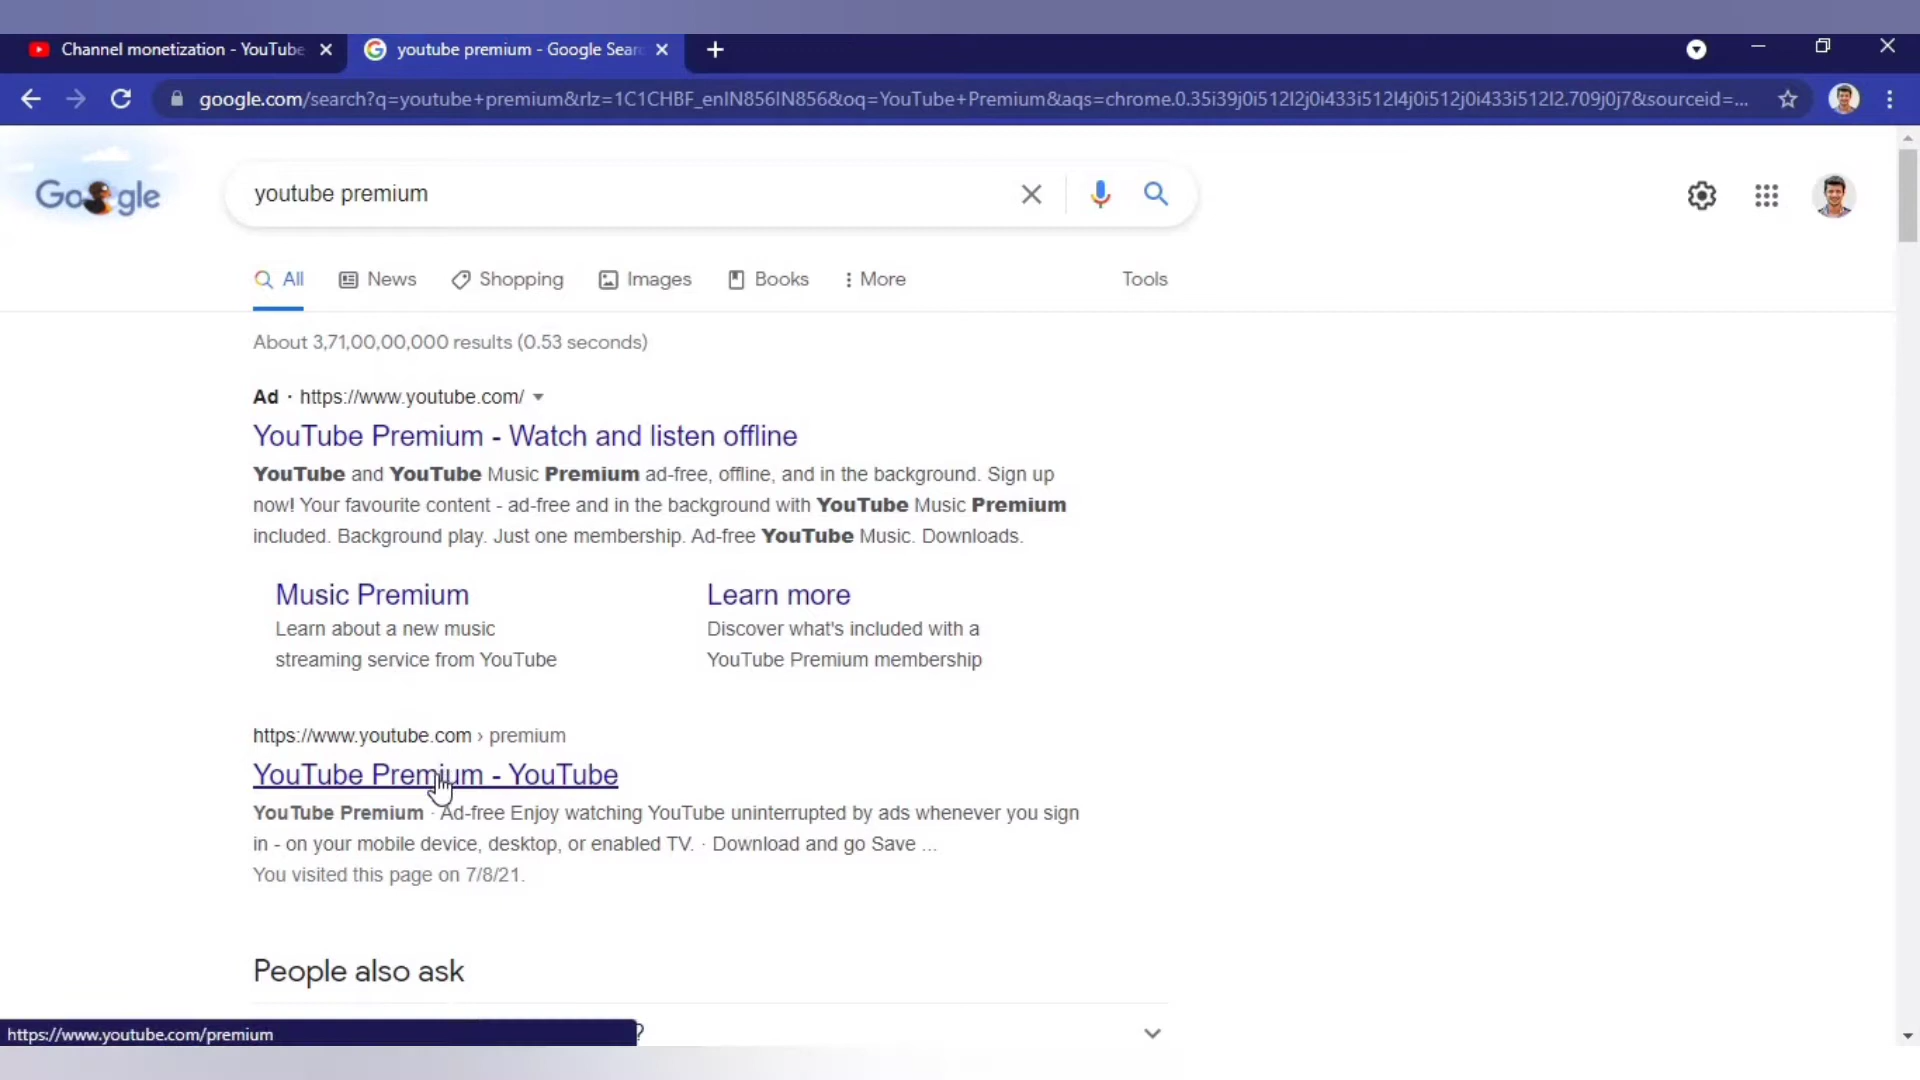 Channel monetization - YouTube
youtube premium - Google Sear
google.com/search?q=youtube+premium&rlz=1C1CHBF_enIN856IN856&oq=YouTube+Premium&aqs=chrome.0.35i39j0i512l2j0i433i512l4j0i512j0i433i512l2.709j0j7&sourceid=...
Google
youtube premium
All
News
Shopping
Images
Books
More
Tools
About 3,71,00,00,000 results (0.53 seconds)
Ad · https://www.youtube.com/
YouTube Premium - Watch and listen offline
YouTube and YouTube Music Premium ad-free, offline, and in the background. Sign up
now! Your favourite content - ad-free and in the background with YouTube Music Premium
included. Background play. Just one membership. Ad-free YouTube Music. Downloads.
Music Premium
Learn about a new music
streaming service from YouTube
Learn more
Discover what's included with a
YouTube Premium membership
https://www.youtube.com › premium
YouTube Premium - YouTube
YouTube Premium · Ad-free Enjoy watching YouTube uninterrupted by ads whenever you sign
in - on your mobile device, desktop, or enabled TV. · Download and go Save ...
You visited this page on 7/8/21.
People also ask
?
https://www.youtube.com/premium